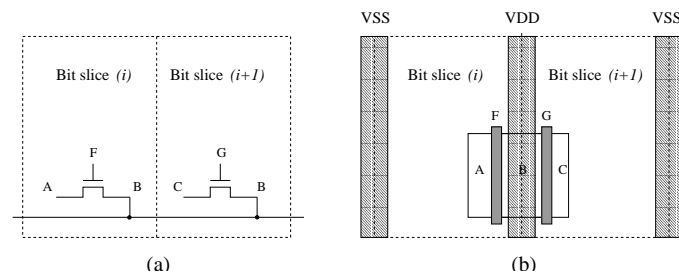 VSS VDD VSS
Bit slice (i) Bit slice (i+1) Bit slice (i) Bit slice (i+1)
F G F G
A B C B A B C
(a) (b)